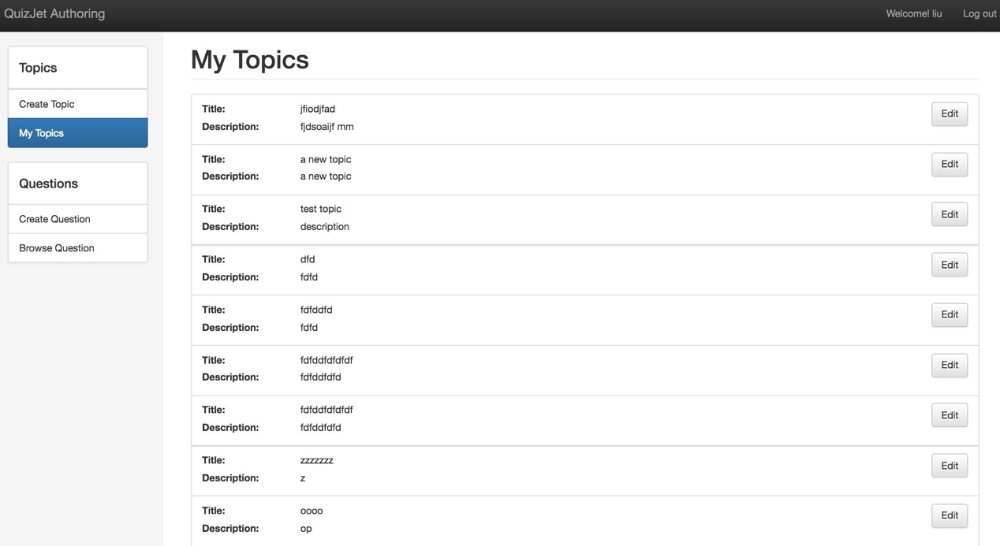 QuizJet Authoring
Welcome! liu
Log out
Topics
Create Topic
My Topics
Questions
Create Question
Browse Question
My Topics
Title: jfiodjfad Edit
Description: fjdsoaijf mm
Title: a new topic Edit
Description: a new topic
Title: test topic Edit
Description: description
Title: dfd Edit
Description: fdfd
Title: fdfddfd Edit
Description: fdfd
Title: fdfddfdfdfdf Edit
Description: fdfddfdfd
Title: fdfddfdfdfdf Edit
Description: fdfddfdfd
Title: zzzzzzz Edit
Description: z
Title: oooo Edit
Description: op